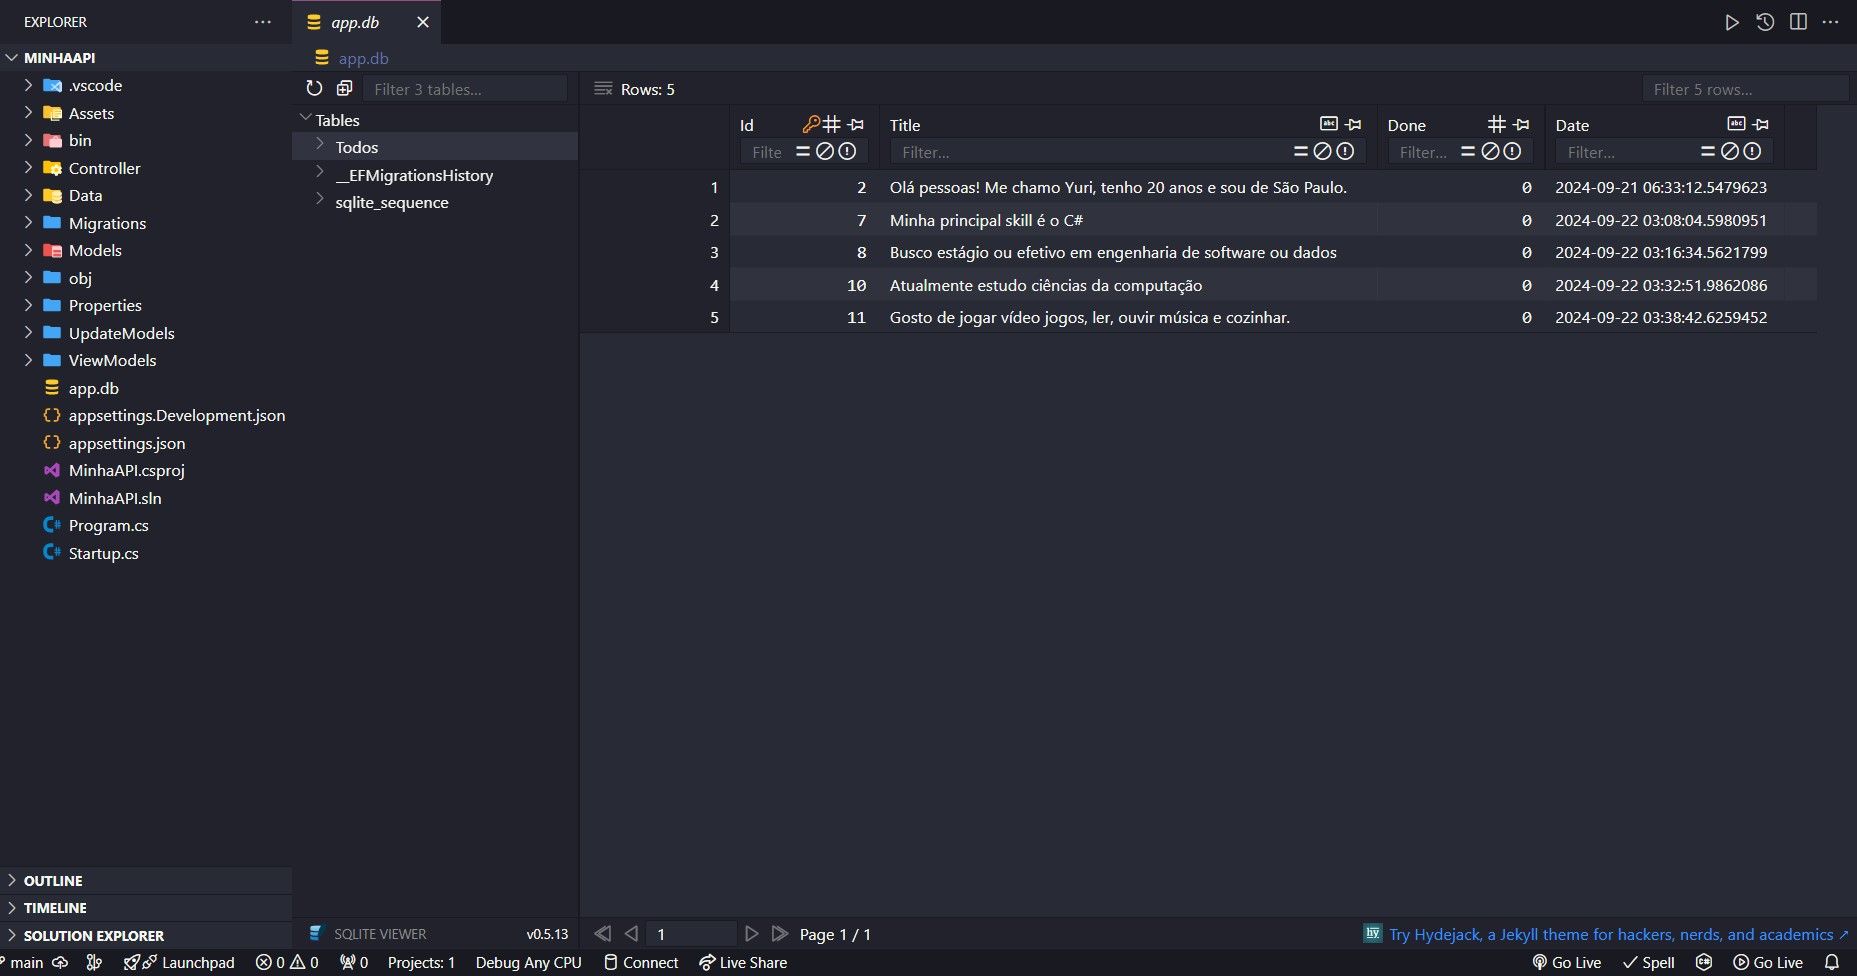 EXPLORER
app.db
MINHAAPI
app.db
.vscode
Assets
bin
Controller
Data
Migrations
Models
obj
Properties
UpdateModels
ViewModels
app.db
appsettings.Development.json
appsettings.json
MinhaAPI.csproj
MinhaAPI.sln
Program.cs
Startup.cs
OUTLINE
TIMELINE
SOLUTION EXPLORER
Filter 3 tables...
Tables
Todos
__EFMigrationsHistory
sqlite_sequence
SQLITE VIEWER v0.5.13
Rows: 5 Filter 5 rows...
Id Title Done Date
Filte Filter... Filter... Filter...
1 2 Olá pessoas! Me chamo Yuri, tenho 20 anos e sou de São Paulo. 0 2024-09-21 06:33:12.5479623
2 7 Minha principal skill é o C# 0 2024-09-22 03:08:04.5980951
3 8 Busco estágio ou efetivo em engenharia de software ou dados 0 2024-09-22 03:16:34.5621799
4 10 Atualmente estudo ciências da computação 0 2024-09-22 03:32:51.9862086
5 11 Gosto de jogar vídeo jogos, ler, ouvir música e cozinhar. 0 2024-09-22 03:38:42.6259452
1 Page 1 / 1
hy Try Hydejack, a Jekyll theme for hackers, nerds, and academics ↗
main Launchpad 0 0 0 Projects: 1 Debug Any CPU Connect Live Share Go Live Spell Go Live